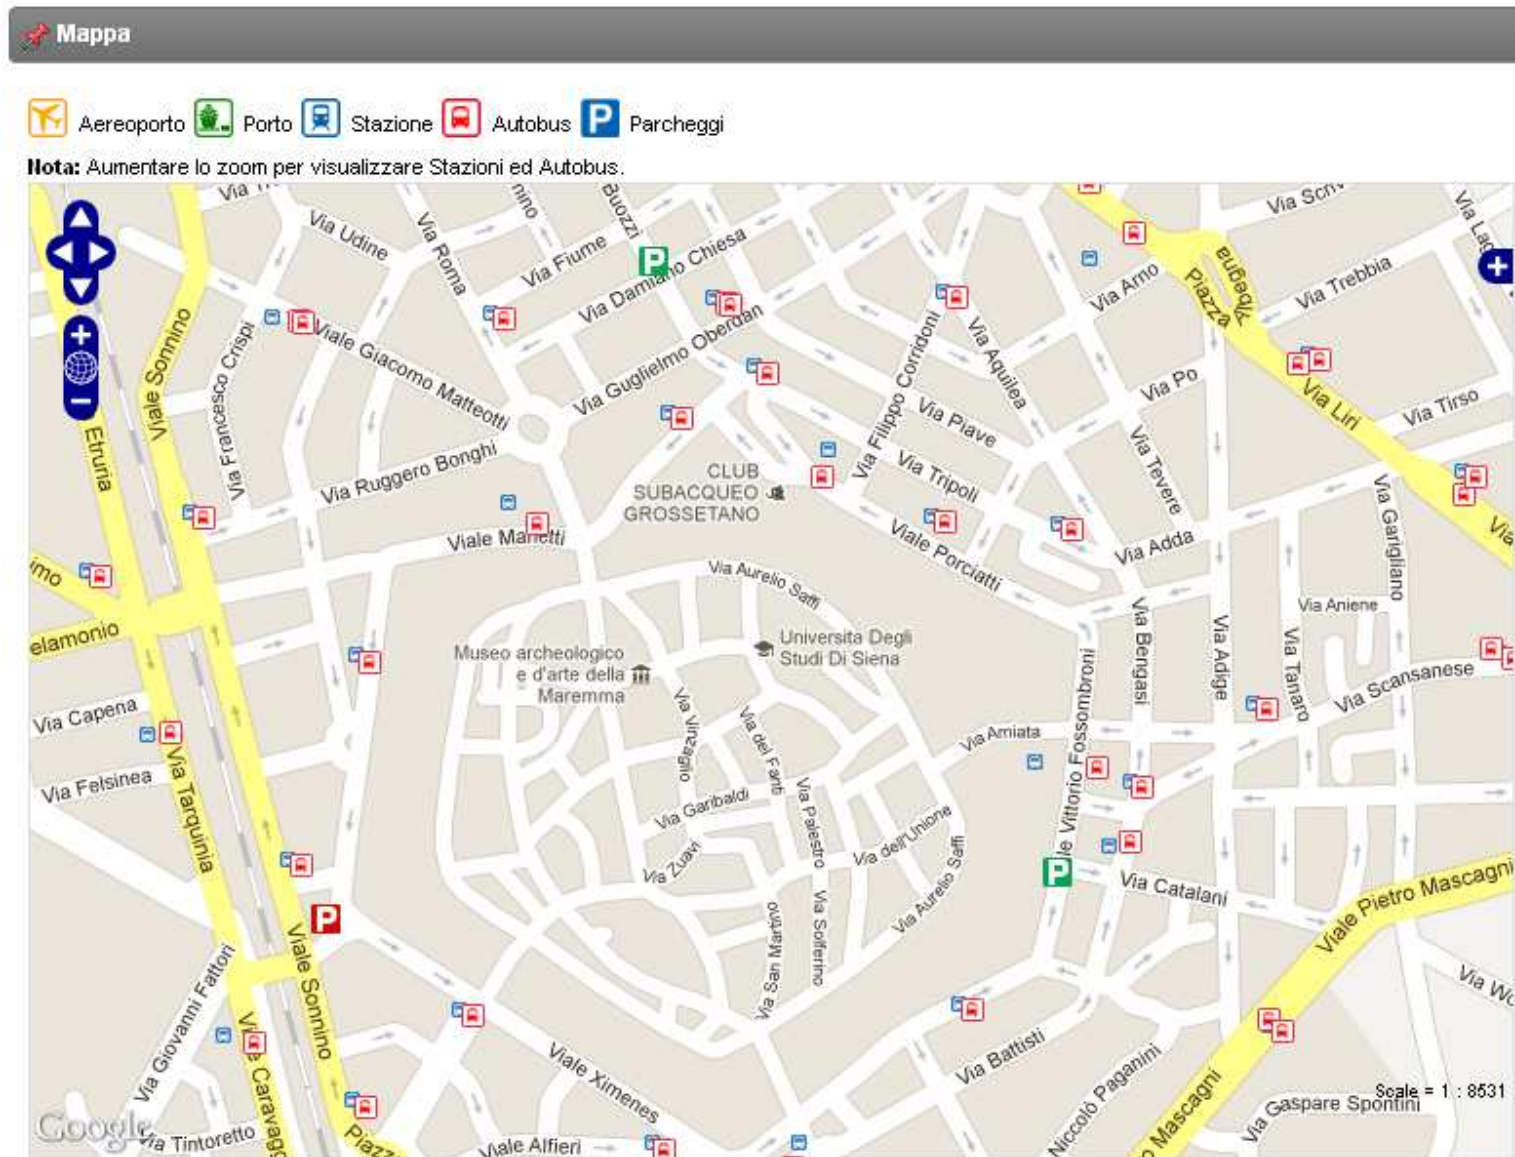 Mappa
Aereoporto Porto Stazione Autobus P Parcheggi
Nota: Aumentare lo zoom per visualizzare Stazioni ed Autobus.
Via Udine
Via Roma
Via Fiume
Buozzi
P
Via Damiano Chiesa
Via Arno
Piazza
Albegna
Via Trebbia
Viale Sonnino
Via Francesco Crispi
Viale Giacomo Matteotti
Via Guglielmo Oberdan
Via Filippo Corridoni
Via Aquilea
Via Po
Via Liri
Via Tirso
Etruria
Via Ruggero Bonghi
Via Piave
Via Tripoli
Via Tevere
Via Garigliano
CLUB
SUBACQUEO
GROSSETANO
Viale Porciatti
Via Adda
Via
Via Aurelio Saffi
elamonio
Via Bengasi
Via Adige
Via Aniene
Via Tanaro
Via Scansanese
Museo archeologico
e d'arte della
Maremma
Universita Degli
Studi Di Siena
Via Capena
Via Felsinea
Via Tarquinia
Via Vinzaglio
Via dei Fanti
Via Amiata
le Vittorio Fossombroni
Via Garibaldi
Via Palestro
Via dell'Unione
Via Zuavi
Via Aurelio Saffi
P
Via Catalani
Viale Pietro Mascagni
P
Viale Sonnino
Via San Martino
Via Solferino
Via Giovanni Fattori
Viale Ximenes
Via Battisti
Niccolò Paganini
o Mascagni
Via Gaspare Spontini
Scale = 1 : 8531
Google
Via Tintoretto
Viale Alfieri